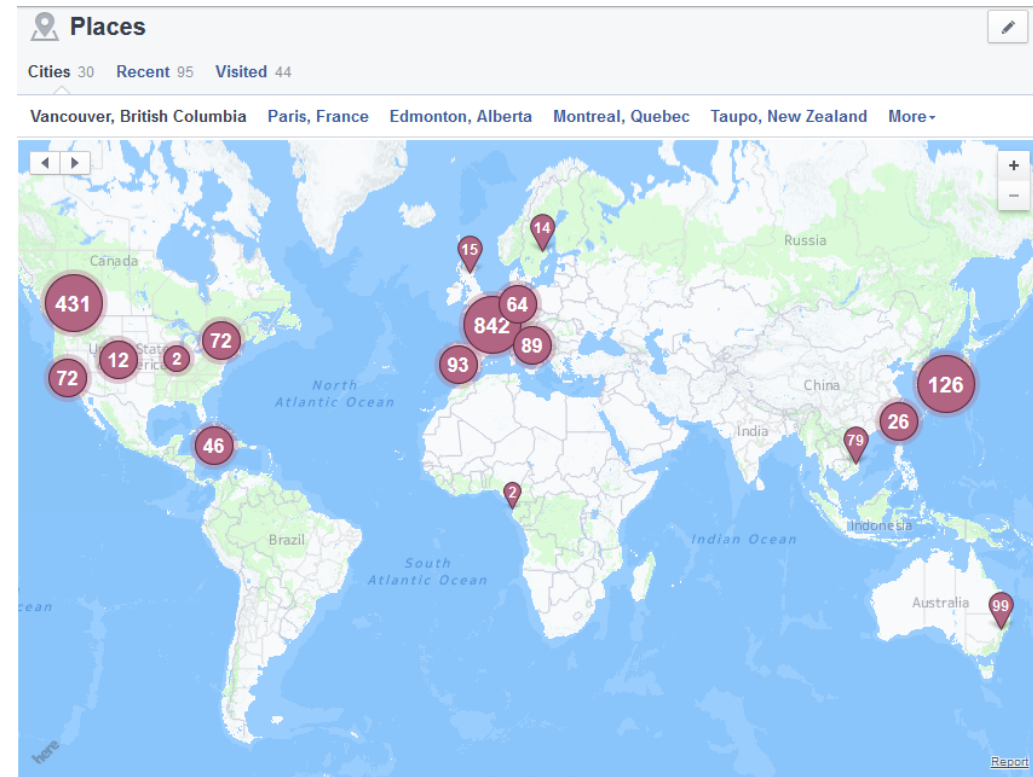 Places
Cities 30 Recent 95 Visited 44
Vancouver, British Columbia Paris, France Edmonton, Alberta Montreal, Quebec Taupo, New Zealand More
+
−
Russia
14
Canada
15
431
64
842
72
89
12
2
93
72
China
126
North
Atlantic Ocean
26
India
79
46
2
Indonesia
Brazil
Indian Ocean
South
Atlantic Ocean
Australia
99
here
Report